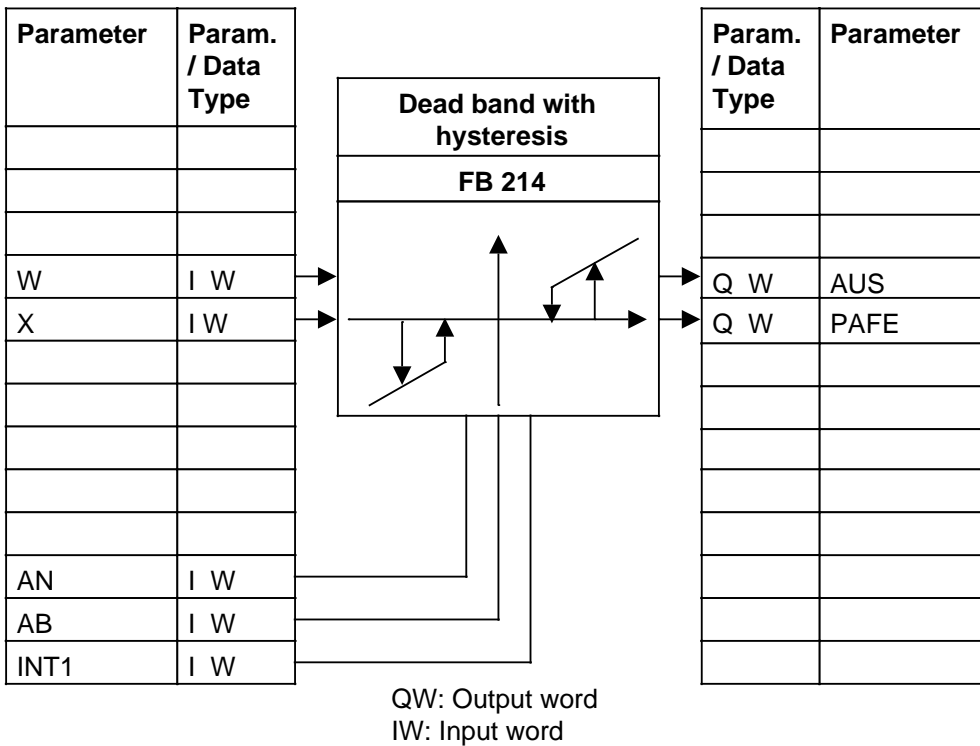 Parameter
Param.
/ Data
Type
Dead band with
hysteresis
FB 214
Param.
/ Data
Type
Parameter
W
I W
Q W
AUS
X
I W
Q W
PAFE
AN
I W
AB
I W
INT1
I W
QW: Output word
IW: Input word